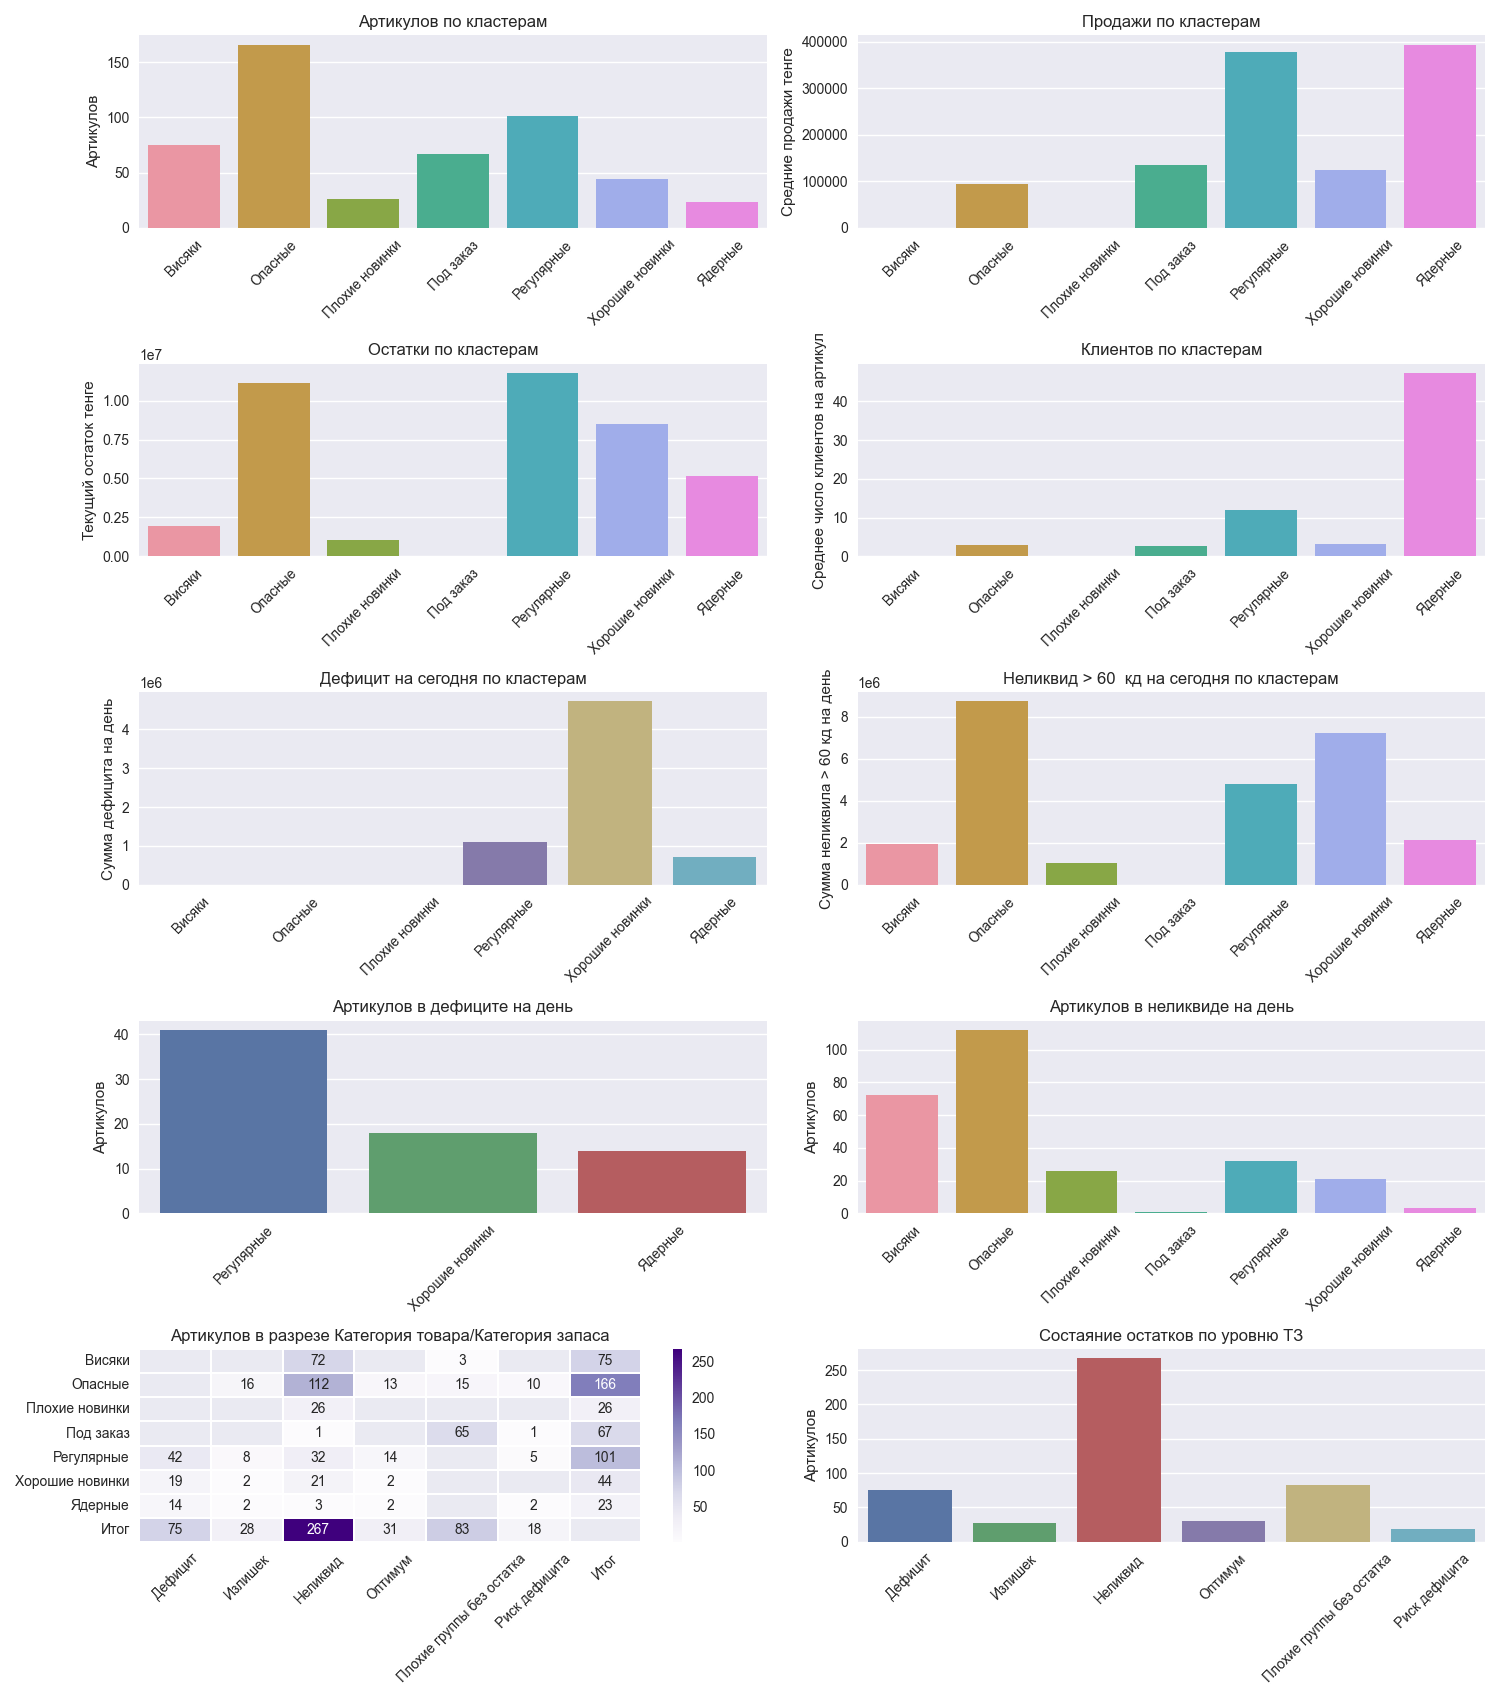 Артикулов по кластерам
Артикулов
150
100
50
0
Висяки
Опасные
Плохие новинки
Под заказ
Регулярные
Хорошие новинки
Ядерные
Продажи по кластерам
Средние продажи тенге
400000
300000
200000
100000
0
Висяки
Опасные
Плохие новинки
Под заказ
Регулярные
Хорошие новинки
Ядерные
Остатки по кластерам
1e7
Текущий остаток тенге
1.00
0.75
0.50
0.25
0.00
Висяки
Опасные
Плохие новинки
Под заказ
Регулярные
Хорошие новинки
Ядерные
Клиентов по кластерам
Среднее число клиентов на артикул
40
30
20
10
0
Висяки
Опасные
Плохие новинки
Под заказ
Регулярные
Хорошие новинки
Ядерные
Дефицит на сегодня по кластерам
1e6
Сумма дефицита на день
4
3
2
1
0
Висяки
Опасные
Плохие новинки
Регулярные
Хорошие новинки
Ядерные
Неликвид > 60  кд на сегодня по кластерам
1e6
Сумма неликвила > 60 кд на день
8
6
4
2
0
Висяки
Опасные
Плохие новинки
Под заказ
Регулярные
Хорошие новинки
Ядерные
Артикулов в дефиците на день
Артикулов
40
30
20
10
0
Регулярные
Хорошие новинки
Ядерные
Артикулов в неликвиде на день
Артикулов
100
80
60
40
20
0
Висяки
Опасные
Плохие новинки
Под заказ
Регулярные
Хорошие новинки
Ядерные
Артикулов в разрезе Категория товара/Категория запаса
Висяки 72 3 75
Опасные 16 112 13 15 10 166
Плохие новинки 26 26
Под заказ 1 65 1 67
Регулярные 42 8 32 14 5 101
Хорошие новинки 19 2 21 2 44
Ядерные 14 2 3 2 2 23
Итог 75 28 267 31 83 18
Дефицит
Излишек
Неликвид
Оптимум
Плохие группы без остатка
Риск дефицита
Итог
250
200
150
100
50
Состаяние остатков по уровню ТЗ
Артикулов
250
200
150
100
50
0
Дефицит
Излишек
Неликвид
Оптимум
Плохие группы без остатка
Риск дефицита